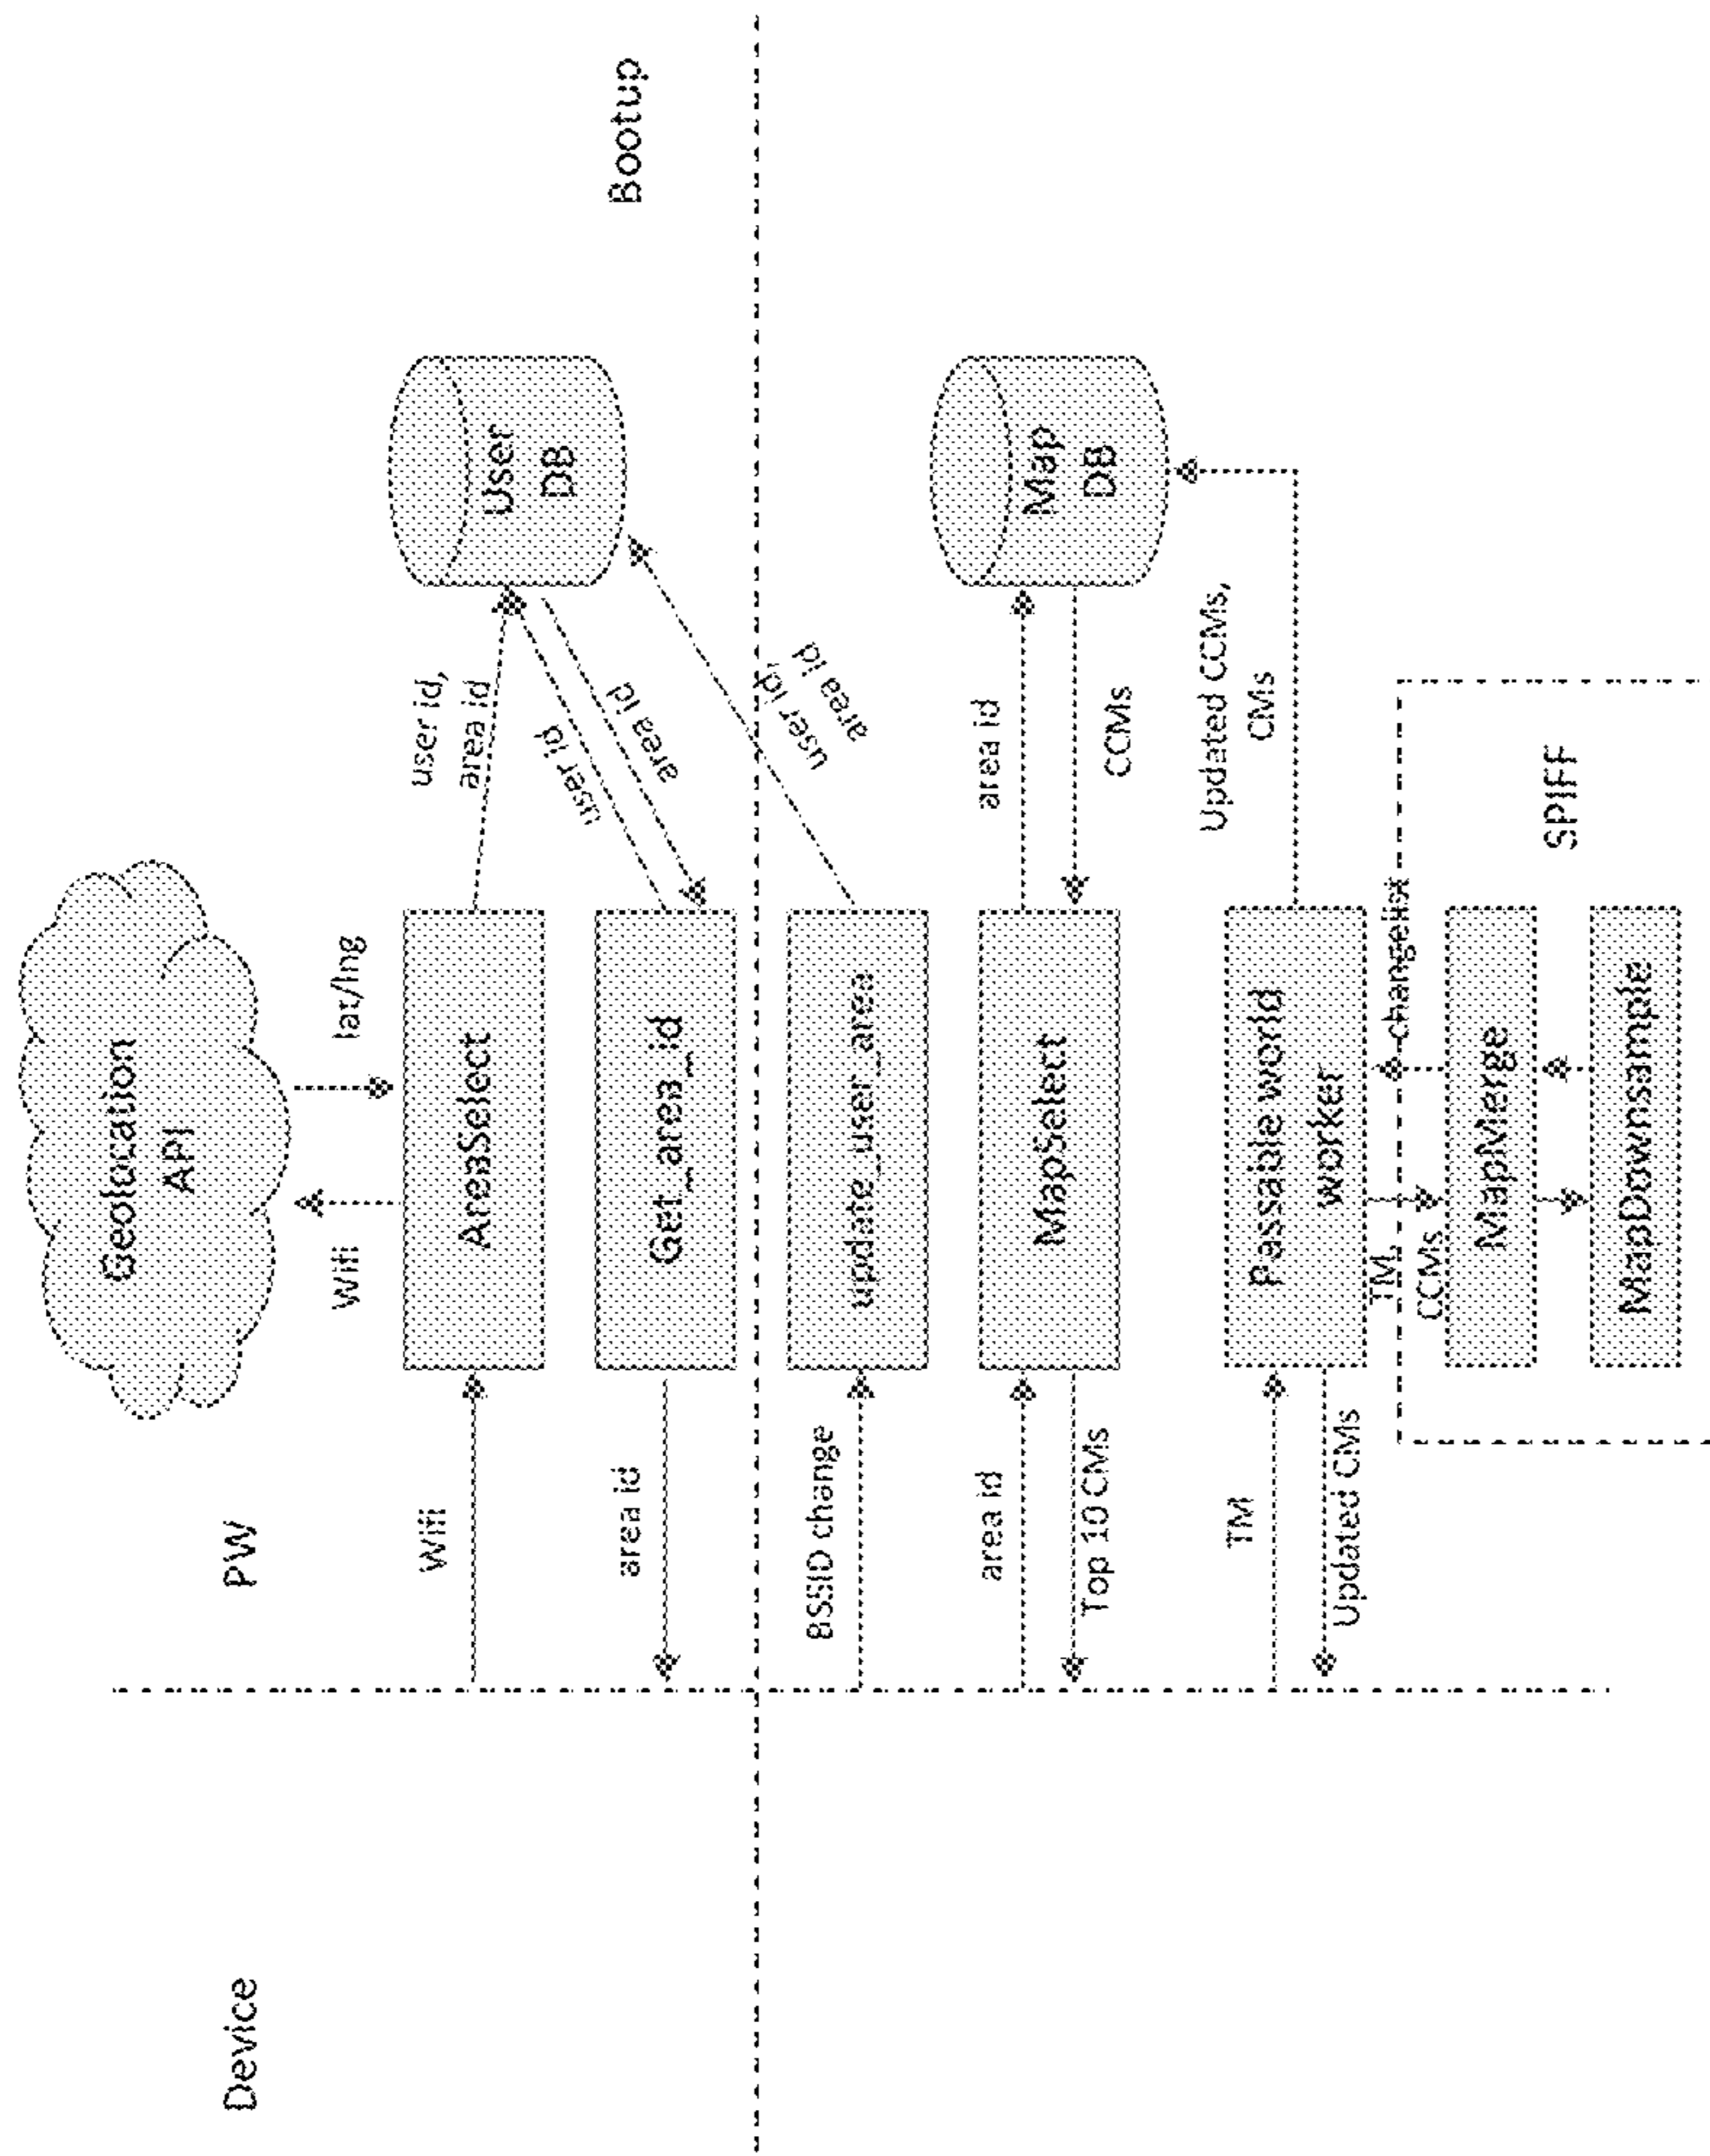 Device
PW
Bootup
Geolocation
API
Wifi
lat/lng
Wifi
AreaSelect
user id,
area id
User
DB
area id
Get_area_id
user id
area id
BSSID change
update_user_area
user id,
area id
area id
MapSelect
area id
Map
DB
Top 10 CMs
CCMs
TM
Passable world
worker
Updated CCMs,
CMs
Updated CMs
TM,
CCMs
changelist
SPIFF
MapMerge
MapDownsample